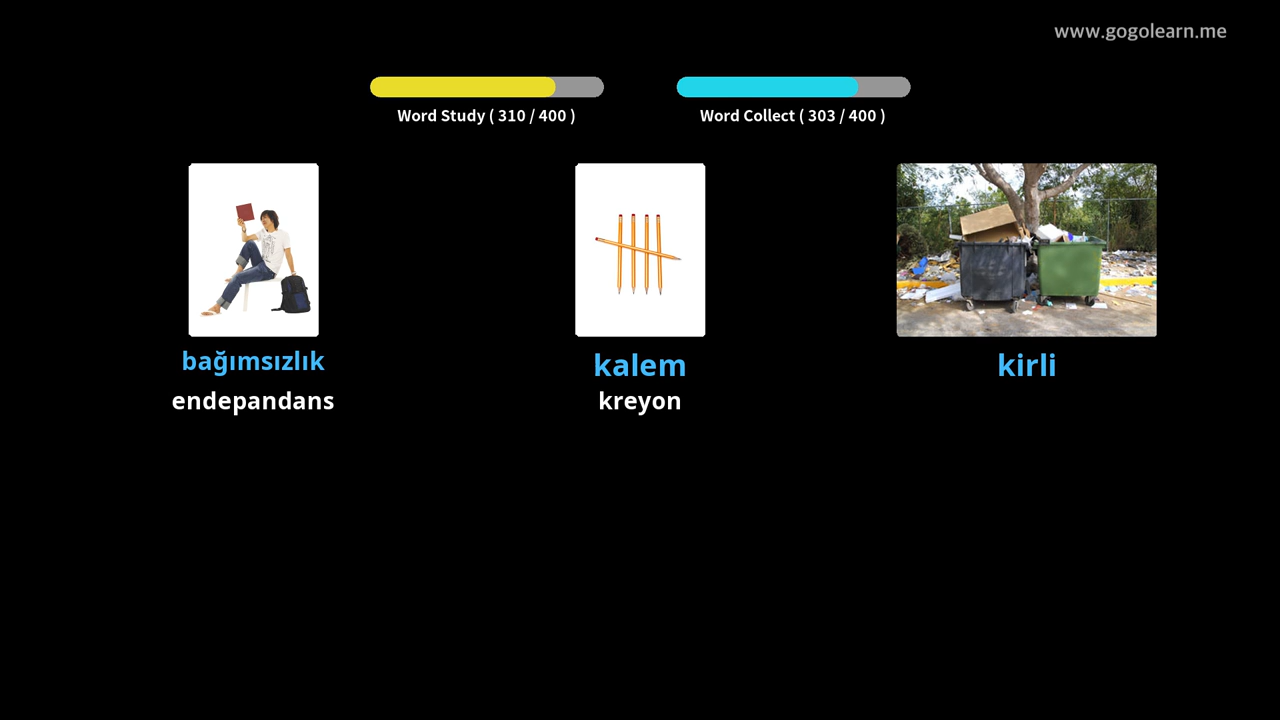 www.gogolearn.me
Word Study ( 310 / 400 )
Word Collect ( 303 / 400 )
bağımsızlık
endepandans
kalem
kreyon
kirli